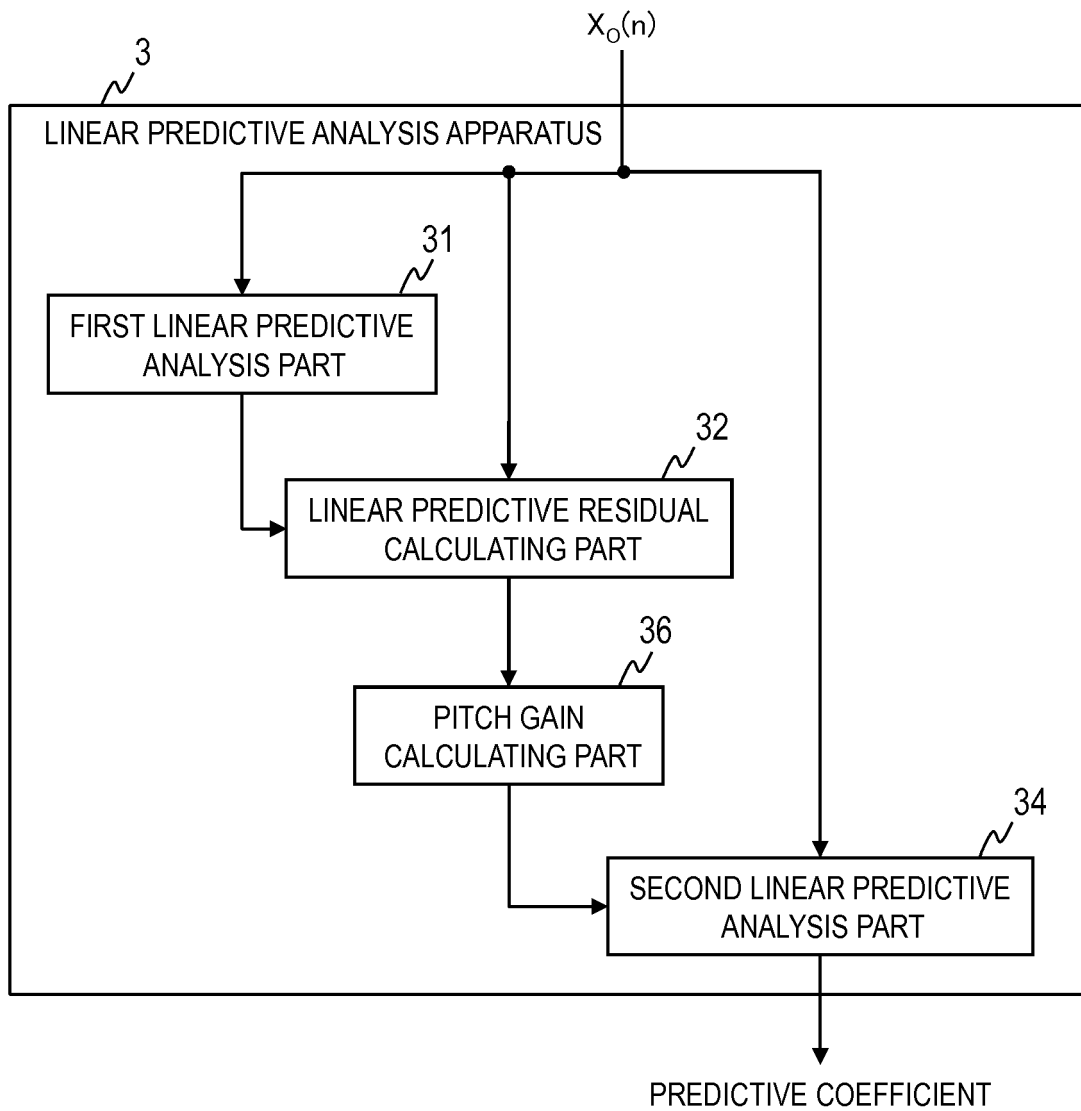 X_O(n)
3
LINEAR PREDICTIVE ANALYSIS APPARATUS
31
FIRST LINEAR PREDICTIVE
ANALYSIS PART
32
LINEAR PREDICTIVE RESIDUAL
CALCULATING PART
36
PITCH GAIN
CALCULATING PART
34
SECOND LINEAR PREDICTIVE
ANALYSIS PART
PREDICTIVE COEFFICIENT